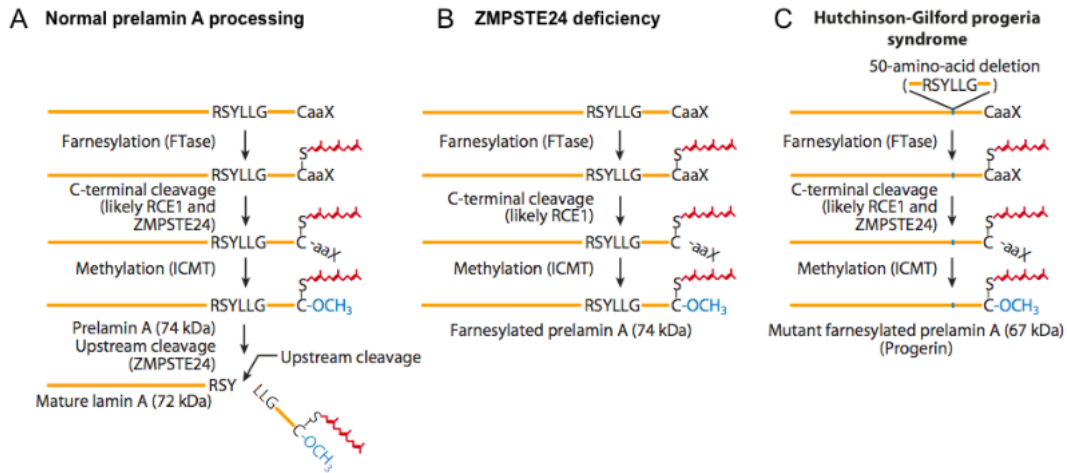 A Normal prelamin A processing
RSYLLG CaaX
Farnesylation (FTase)
S
RSYLLG CaaX
C-terminal cleavage
(likely RCE1 and
ZMPSTE24)
S
RSYLLG C -aaX
Methylation (ICMT)
S
RSYLLG C-OCH3
Prelamin A (74 kDa)
Upstream cleavage
(ZMPSTE24)
Upstream cleavage
RSY
Mature lamin A (72 kDa)
LLG
S
C-OCH3
B ZMPSTE24 deficiency
RSYLLG CaaX
Farnesylation (FTase)
S
RSYLLG CaaX
C-terminal cleavage
(likely RCE1)
S
RSYLLG C -aaX
Methylation (ICMT)
S
RSYLLG C-OCH3
Farnesylated prelamin A (74 kDa)
C Hutchinson-Gilford progeria
syndrome
50-amino-acid deletion
(RSYLLG)
CaaX
Farnesylation (FTase)
S
CaaX
C-terminal cleavage
(likely RCE1 and
ZMPSTE24)
S
C -aaX
Methylation (ICMT)
S
C-OCH3
Mutant farnesylated prelamin A (67 kDa)
(Progerin)